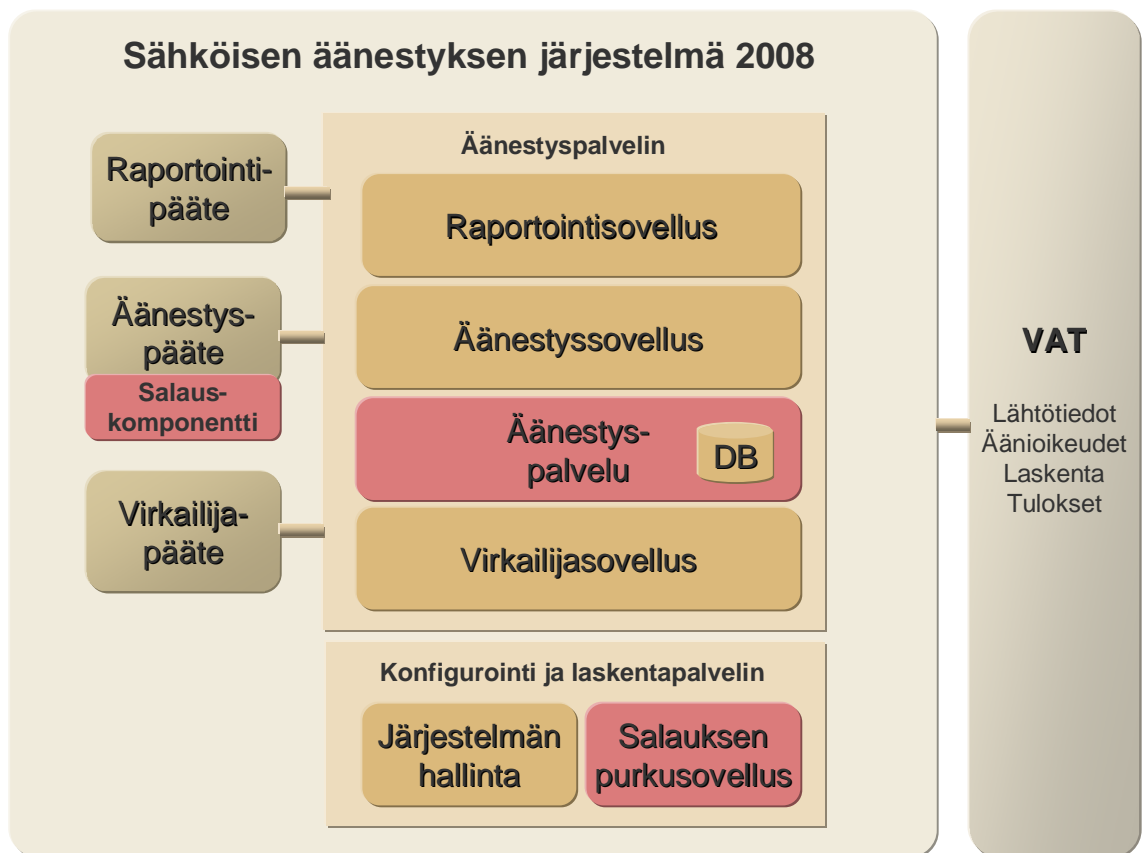 Sähköisen äänestyksen järjestelmä 2008
Raportointi-
pääte
Äänestys-
pääte
Salaus-
komponentti
Virkailija-
pääte
Äänestyspalvelin
Raportointisovellus
Äänestyssovellus
Äänestys-
palvelu
DB
Virkailijasovellus
Konfigurointi ja laskentapalvelin
Järjestelmän
hallinta
Salauksen
purkusovellus
VAT
Lähtötiedot
Äänioikeudet
Laskenta
Tulokset